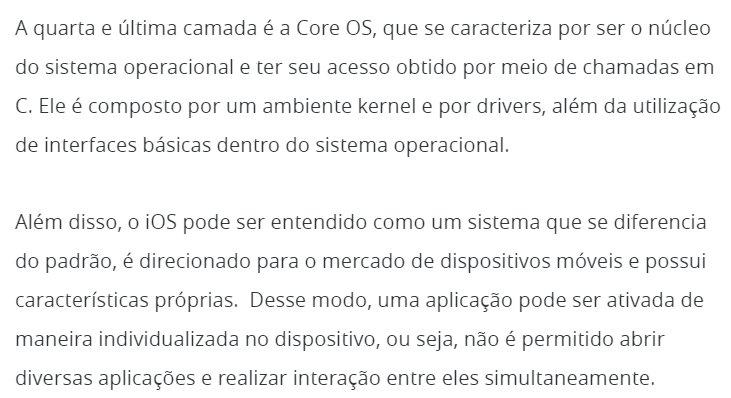 A quarta e última camada é a Core OS, que se caracteriza por ser o núcleo
do sistema operacional e ter seu acesso obtido por meio de chamadas em
C. Ele é composto por um ambiente kernel e por drivers, além da utilização
de interfaces básicas dentro do sistema operacional.
Além disso, o iOS pode ser entendido como um sistema que se diferencia
do padrão, é direcionado para o mercado de dispositivos móveis e possui
características próprias.  Desse modo, uma aplicação pode ser ativada de
maneira individualizada no dispositivo, ou seja, não é permitido abrir
diversas aplicações e realizar interação entre eles simultaneamente.